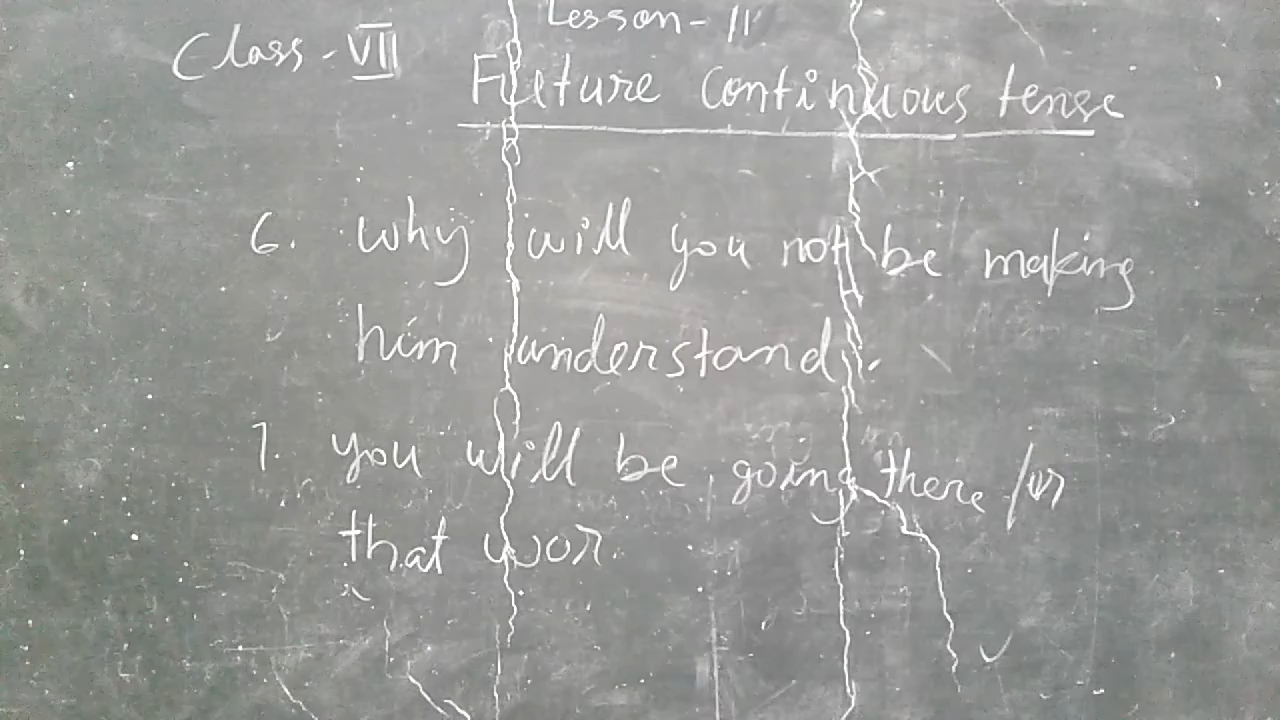 Lesson - 11
Class - VII
Future continuous tense
6. why will you not be making
him understand.
7. you will be going there for
that wor